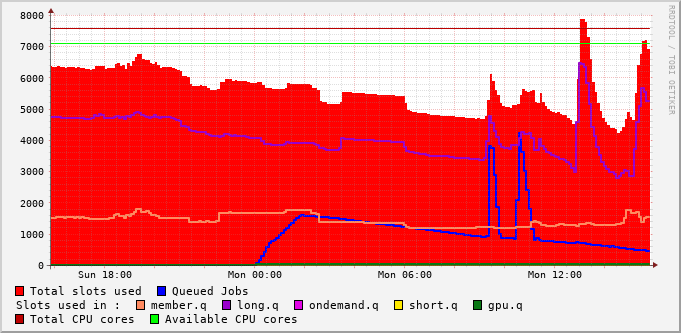 8000
7000
6000
5000
4000
3000
2000
1000
0
Sun 18:00 Mon 00:00 Mon 06:00 Mon 12:00
Total slots used Queued Jobs
Slots used in : member.q long.q ondemand.q short.q gpu.q
Total CPU cores Available CPU cores
RRDTOOL / TOBI OETIKER